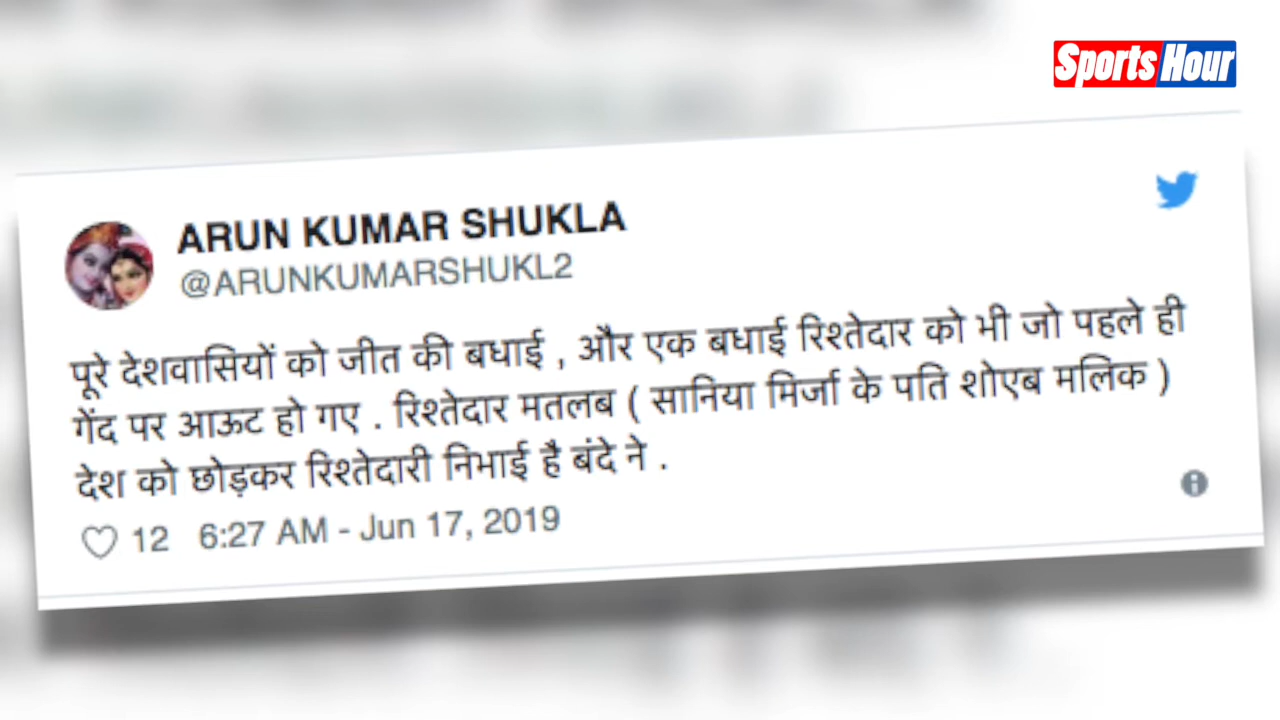 Sports Hour
ARUN KUMAR SHUKLA
@ARUNKUMARSHUKL2
पूरे देशवासियों को जीत की बधाई , और एक बधाई रिश्तेदार को भी जो पहले ही
गेंद पर आऊट हो गए . रिश्तेदार मतलब ( सानिया मिर्जा के पति शोएब मलिक )
देश को छोड़कर रिश्तेदारी निभाई है बंदे ने .
12 6:27 AM - Jun 17, 2019